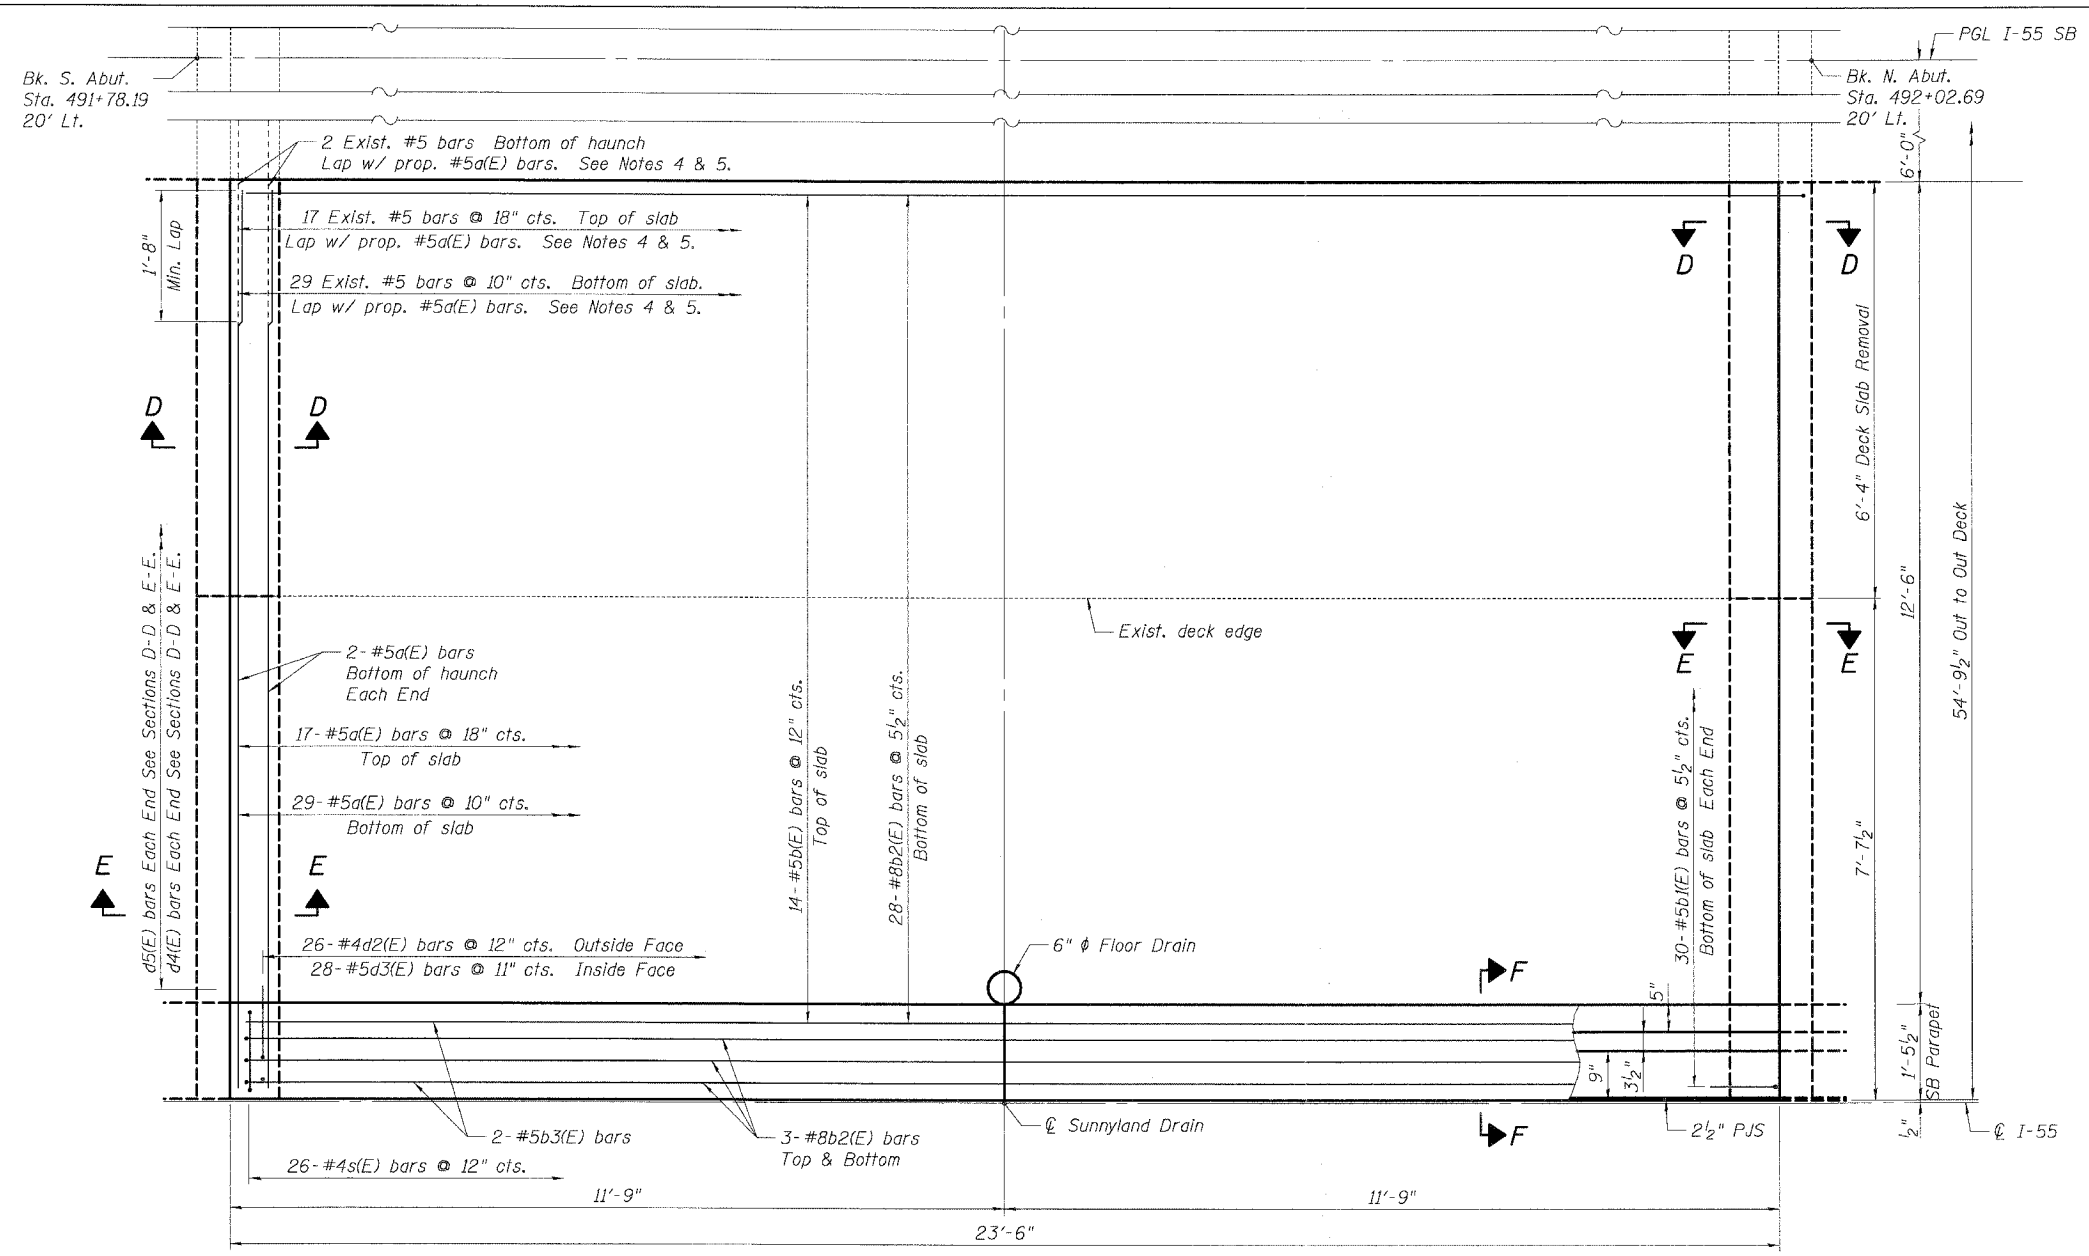 PGL I-55 SB
Bk. S. Abut.
Sta. 491+78.19
20' Lt.
Bk. N. Abut.
Sta. 492+02.69
20' Lt.
2 Exist. #5 bars Bottom of haunch
Lap w/ prop. #5a(E) bars. See Notes 4 & 5.
6'-0"
17 Exist. #5 bars @ 18" cts. Top of slab
Lap w/ prop. #5a(E) bars. See Notes 4 & 5.
1'-8"
Min. Lap
29 Exist. #5 bars @ 10" cts. Bottom of slab.
Lap w/ prop. #5a(E) bars. See Notes 4 & 5.
D
D
D
D
6'-4" Deck Slab Removal
12'-6"
54'-9½" Out to Out Deck
Exist. deck edge
E
E
2-#5a(E) bars
Bottom of haunch
Each End
17-#5a(E) bars @ 18" cts.
Top of slab
29-#5a(E) bars @ 10" cts.
Bottom of slab
d5(E) bars Each End See Sections D-D & E-E.
d4(E) bars Each End See Sections D-D & E-E.
14-#5b(E) bars @ 12" cts.
Top of slab
28-#8b2(E) bars @ 5½" cts.
Bottom of slab
30-#5b1(E) bars @ 5½" cts.
Bottom of slab Each End
7'-7½"
E
E
26-#4d2(E) bars @ 12" cts. Outside Face
28-#5d3(E) bars @ 11" cts. Inside Face
6" ϕ Floor Drain
F
5"
9"
3½"
1'-5½"
SB Parapet
½"
2-#5b3(E) bars
3-#8b2(E) bars
Top & Bottom
℄ Sunnyland Drain
F
2½" PJS
℄ I-55
26-#4s(E) bars @ 12" cts.
11'-9"
11'-9"
23'-6"